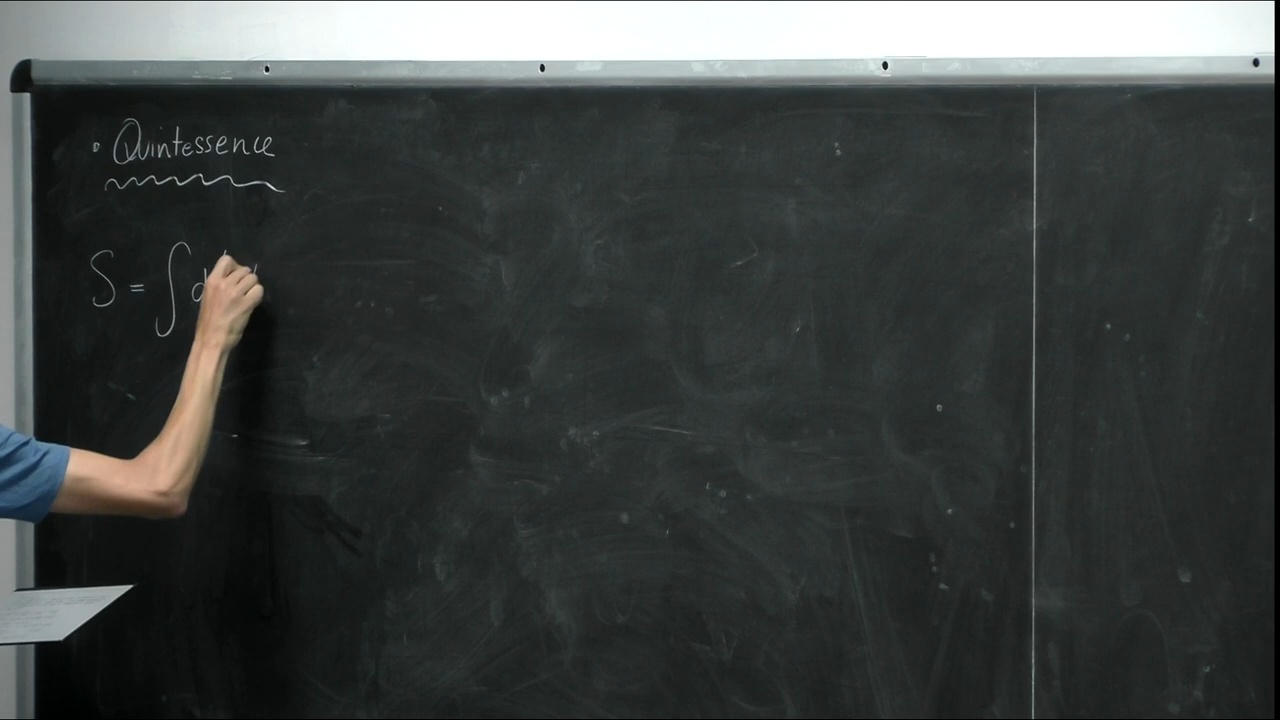 • Quintessence
S = ∫ d